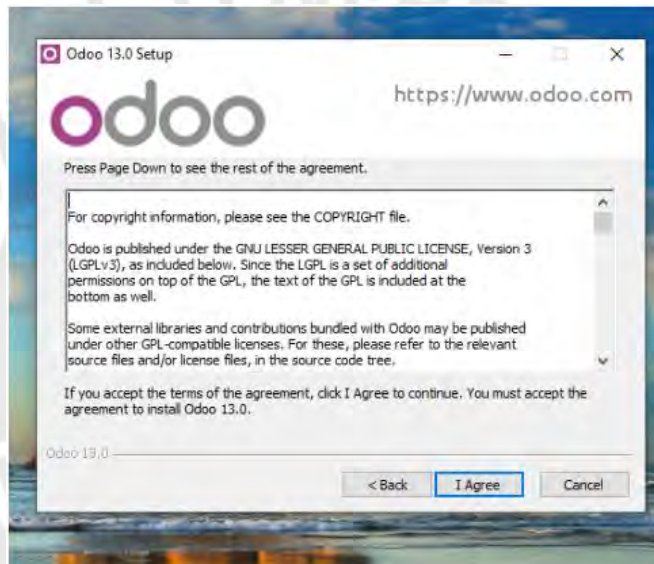 Odoo 13.0 Setup
odoo
https://www.odoo.com
Press Page Down to see the rest of the agreement.
For copyright information, please see the COPYRIGHT file.
Odoo is published under the GNU LESSER GENERAL PUBLIC LICENSE, Version 3
(LGPLv3), as included below. Since the LGPL is a set of additional
permissions on top of the GPL, the text of the GPL is included at the
bottom as well.
Some external libraries and contributions bundled with Odoo may be published
under other GPL-compatible licenses. For these, please refer to the relevant
source files and/or license files, in the source code tree.
If you accept the terms of the agreement, click I Agree to continue. You must accept the
agreement to install Odoo 13.0.
Odoo 13.0
< Back I Agree Cancel